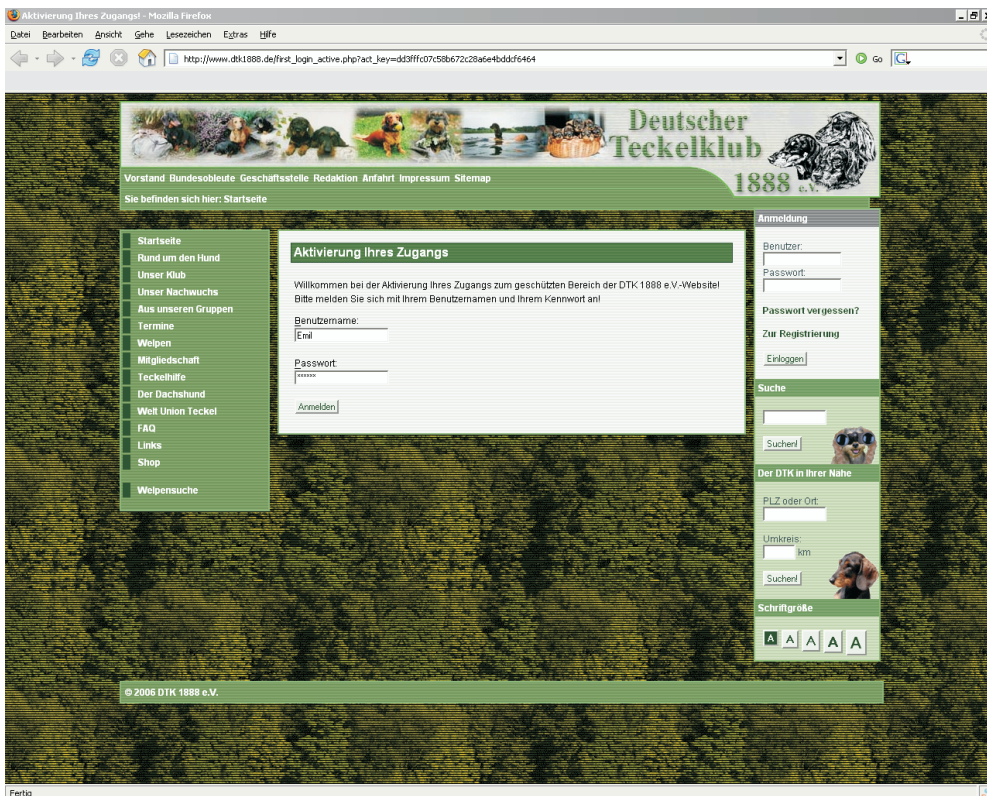 Aktivierung Ihres Zugangs! - Mozilla Firefox
Datei Bearbeiten Ansicht Gehe Lesezeichen Extras Hilfe
http://www.dtk1888.de/first_login_active.php?act_key=dd3fffc07c58b672c28a6e4bddcf6464
Go
Deutscher
Teckelklub
1888 e.V.
Vorstand Bundesobleute Geschäftsstelle Redaktion Anfahrt Impressum Sitemap
Sie befinden sich hier: Startseite
Startseite
Rund um den Hund
Unser Klub
Unser Nachwuchs
Aus unseren Gruppen
Termine
Welpen
Mitgliedschaft
Teckelhilfe
Der Dachshund
Welt Union Teckel
FAQ
Links
Shop
Welpensuche
Aktivierung Ihres Zugangs
Willkommen bei der Aktivierung Ihres Zugangs zum geschützten Bereich der DTK 1888 e.V.-Website!
Bitte melden Sie sich mit Ihrem Benutzernamen und Ihrem Kennwort an!
Benutzername:
Emil
Passwort:
××××××
Anmelden
Anmeldung
Benutzer:
Passwort:
Passwort vergessen?
Zur Registrierung
Einloggen
Suche
Suchen!
Der DTK in Ihrer Nähe
PLZ oder Ort:
Umkreis:
km
Suchen!
Schriftgröße
A A A A A
© 2006 DTK 1888 e.V.
Fertig